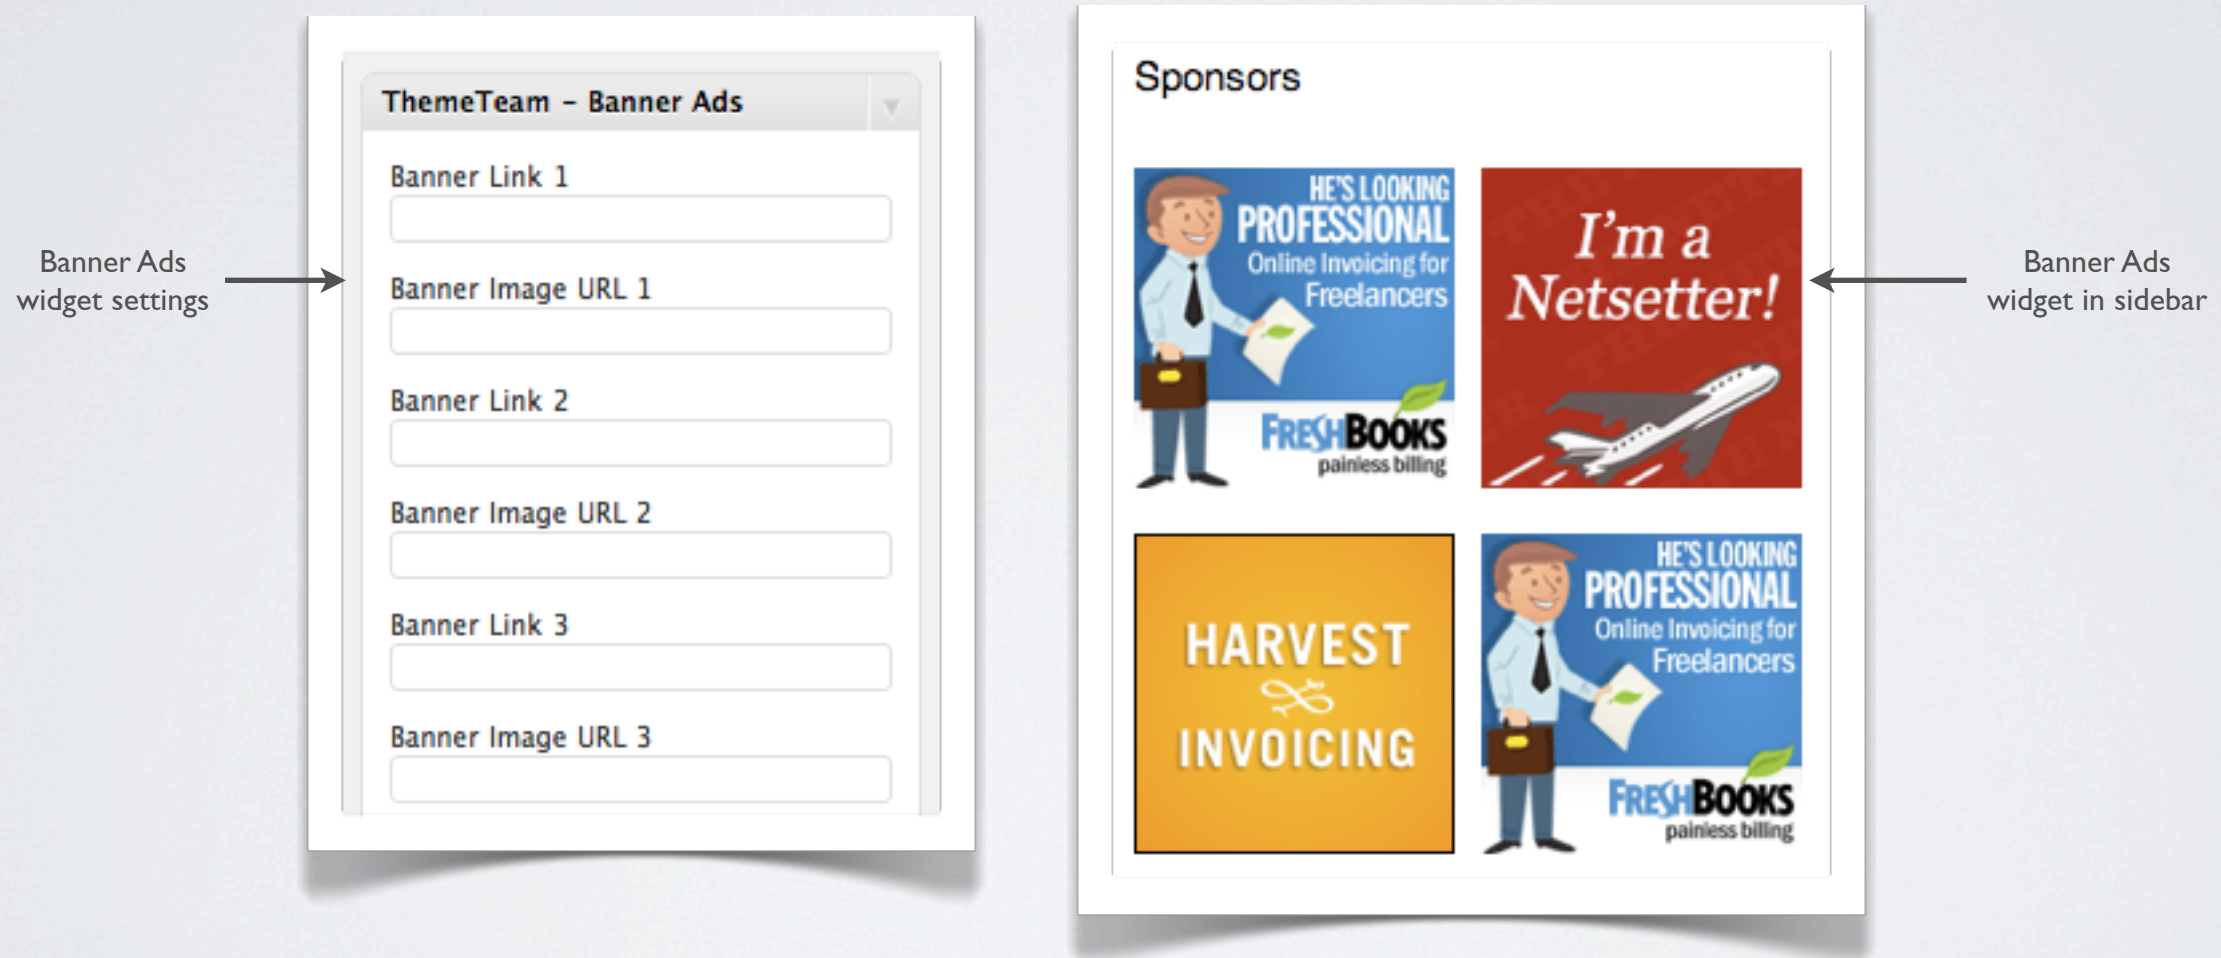 Banner Ads
widget settings
ThemeTeam – Banner Ads
Banner Link 1
Banner Image URL 1
Banner Link 2
Banner Image URL 2
Banner Link 3
Banner Image URL 3
Sponsors
HE'S LOOKING
PROFESSIONAL
Online Invoicing for
Freelancers
FRESHBOOKS
painless billing
I'm a
Netsetter!
HARVEST
INVOICING
HE'S LOOKING
PROFESSIONAL
Online Invoicing for
Freelancers
FRESHBOOKS
painless billing
Banner Ads
widget in sidebar